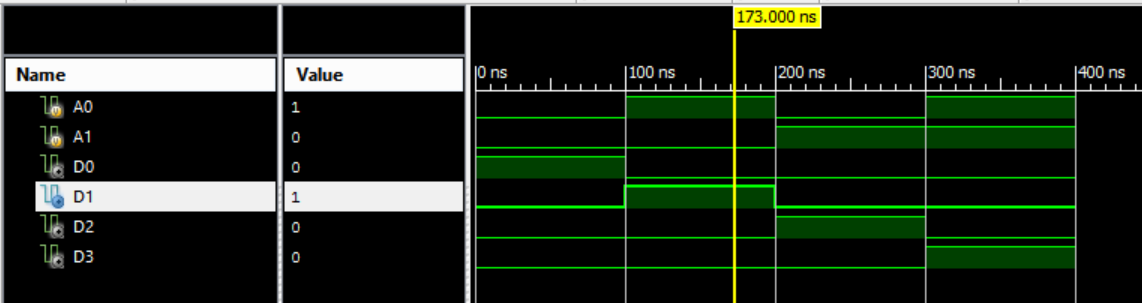 173.000 ns
Name Value
0 ns 100 ns 200 ns 300 ns 400 ns
A0 1
A1 0
D0 0
D1 1
D2 0
D3 0